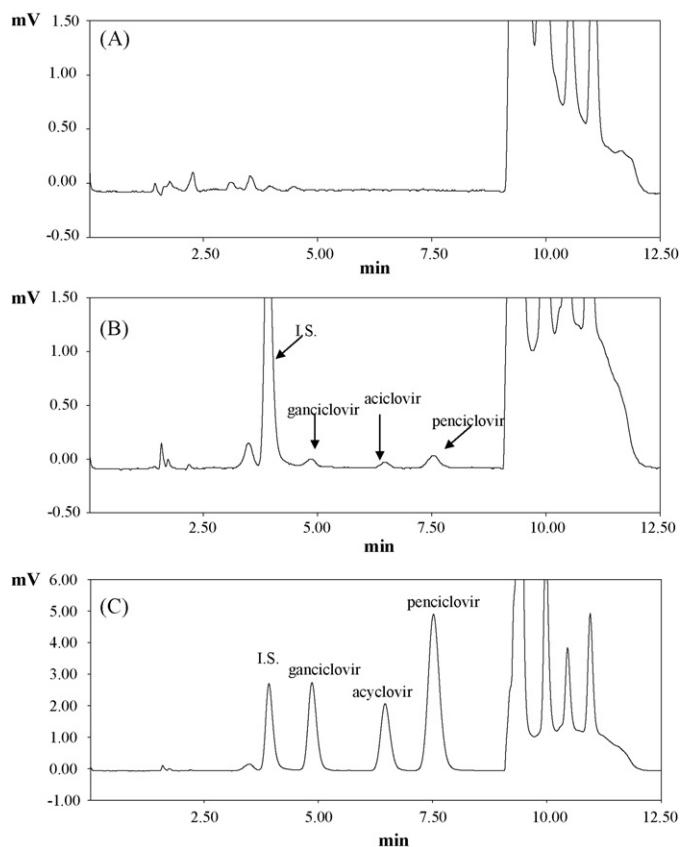 mV
1.50
(A)
1.00
0.50
0.00
-0.50
2.50 5.00 7.50 10.00 12.50
min
mV
1.50
(B)
I.S.
1.00
ganciclovir aciclovir penciclovir
0.50
0.00
-0.50
2.50 5.00 7.50 10.00 12.50
min
mV
6.00
(C)
penciclovir
5.00
4.00
I.S. ganciclovir
3.00
acyclovir
2.00
1.00
0.00
-1.00
2.50 5.00 7.50 10.00 12.50
min